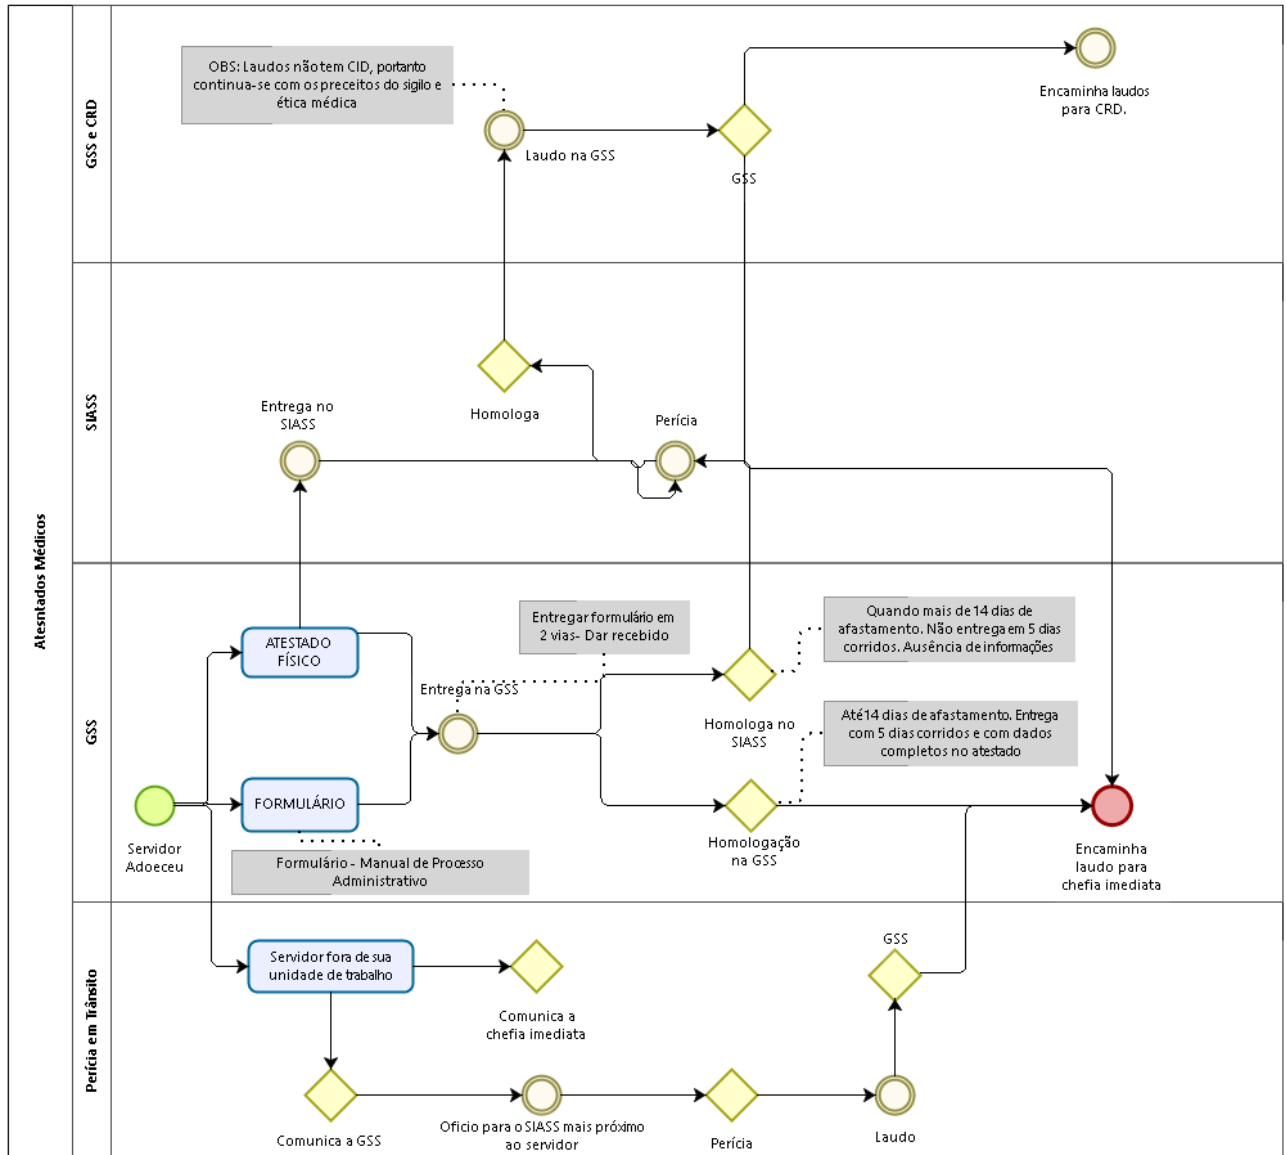 Atesntados Médicos
GSS e CRD
OBS: Laudos nãotem CID, portanto
continua-se com os preceitos do sigilo e
ética médica
Laudo na GSS
GSS
Encaminha laudos
para CRD.
SIASS
Entrega no
SIASS
Homologa
Perícia
GSS
ATESTADO
FÍSICO
Entregar formulário em
2 vias- Dar recebido
Quando mais de 14 dias de
afastamento. Não entrega em 5 dias
corridos. Ausência de informações
Entrega na GSS
Homologa no
SIASS
Até 14 dias de afastamento. Entrega
com 5 dias corridos e com dados
completos no atestado
FORMULÁRIO
Servidor
Adoeceu
Formulário - Manual de Processo
Administrativo
Homologação
na GSS
Encaminha
laudo para
chefia imediata
Perícia em Trânsito
Servidor fora de sua
unidade de trabalho
Comunica a
chefia imediata
GSS
Comunica a GSS
Oficio para o SIASS mais próximo
ao servidor
Perícia
Laudo